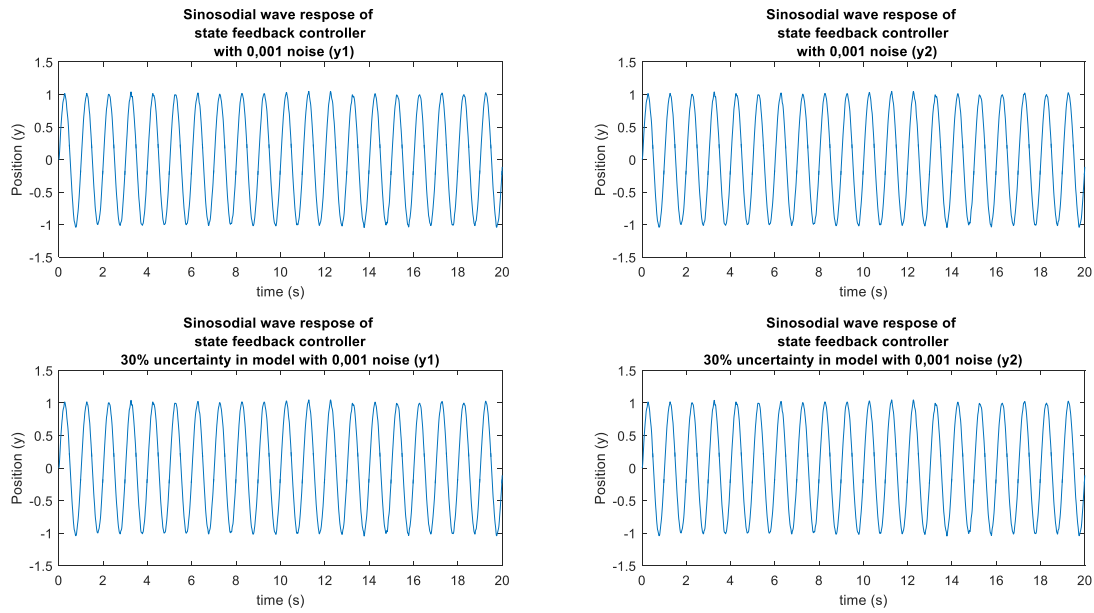 Sinosodial wave respose of
state feedback controller
with 0,001 noise (y1)
1.5
1
0.5
0
-0.5
-1
-1.5
Position (y)
0 2 4 6 8 10 12 14 16 18 20
time (s)
Sinosodial wave respose of
state feedback controller
with 0,001 noise (y2)
1.5
1
0.5
0
-0.5
-1
-1.5
Position (y)
0 2 4 6 8 10 12 14 16 18 20
time (s)
Sinosodial wave respose of
state feedback controller
30% uncertainty in model with 0,001 noise (y1)
1.5
1
0.5
0
-0.5
-1
-1.5
Position (y)
0 2 4 6 8 10 12 14 16 18 20
time (s)
Sinosodial wave respose of
state feedback controller
30% uncertainty in model with 0,001 noise (y2)
1.5
1
0.5
0
-0.5
-1
-1.5
Position (y)
0 2 4 6 8 10 12 14 16 18 20
time (s)